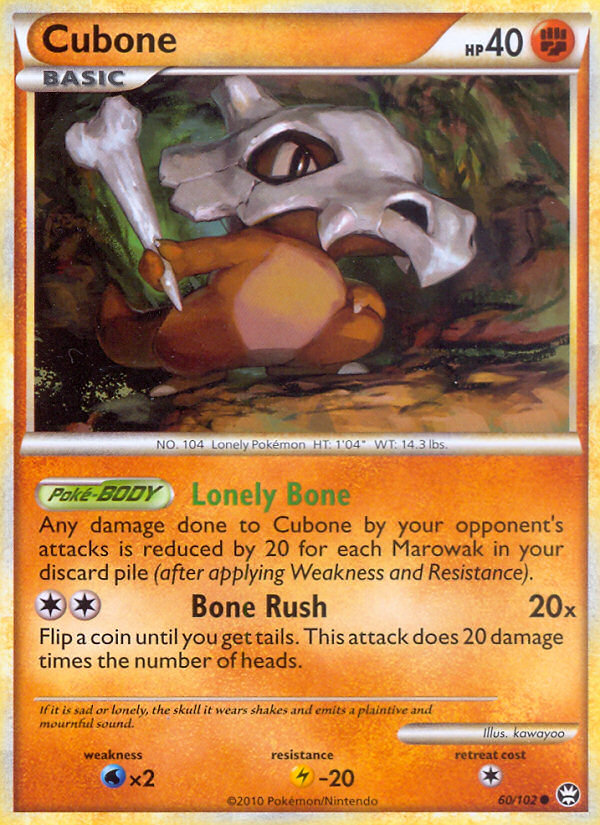 Cubone HP40
BASIC
NO. 104 Lonely Pokémon HT: 1'04" WT: 14.3 lbs.
Poké-BODY Lonely Bone
Any damage done to Cubone by your opponent's
attacks is reduced by 20 for each Marowak in your
discard pile (after applying Weakness and Resistance).
Bone Rush 20x
Flip a coin until you get tails. This attack does 20 damage
times the number of heads.
If it is sad or lonely, the skull it wears shakes and emits a plaintive and
mournful sound.
Illus. kawayoo
weakness resistance retreat cost
×2 -20
©2010 Pokémon/Nintendo 60/102